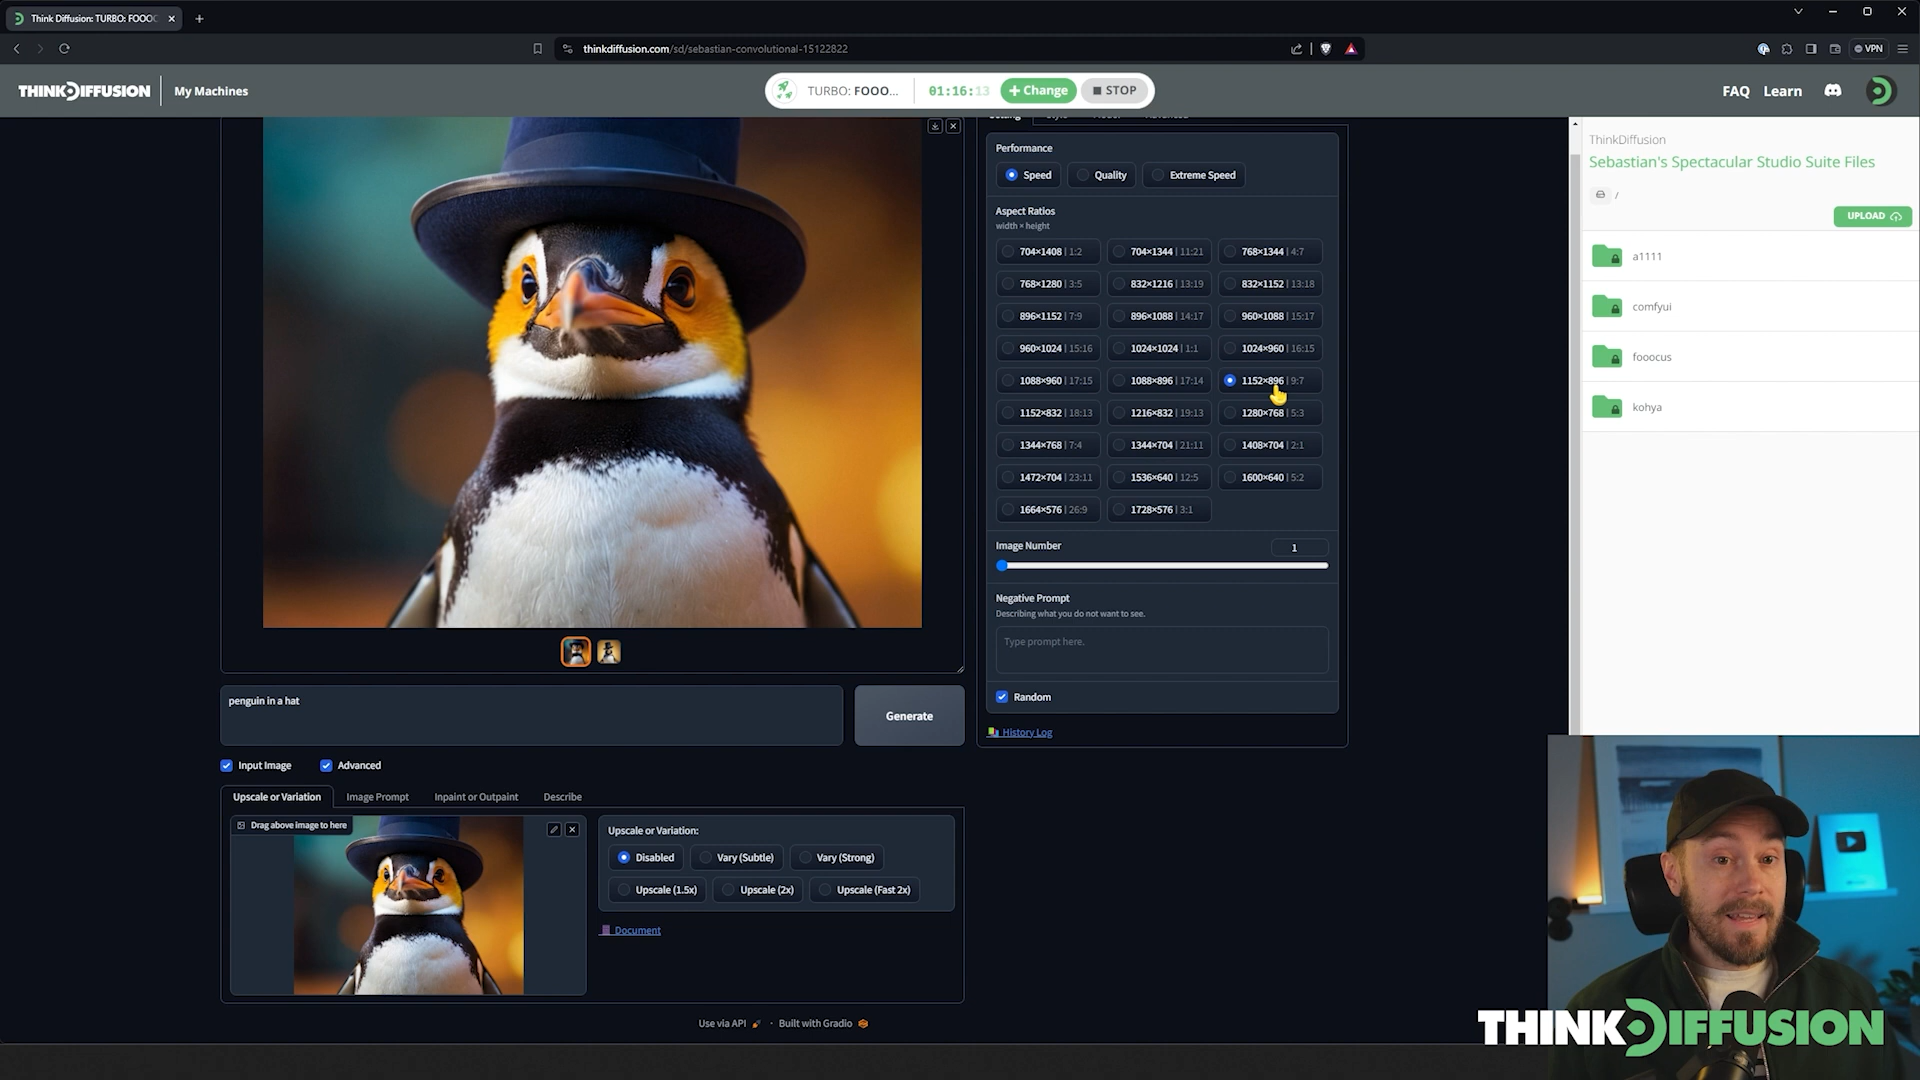 Think Diffusion: TURBO: FOOOC
thinkdiffusion.com/sd/sebastian-convolutional-15122822
VPN
THINKDIFFUSION
My Machines
TURBO: FOOO...
01:16:13
+ Change
STOP
FAQ
Learn
Performance
Speed
Quality
Extreme Speed
Aspect Ratios
width × height
704×1408 | 1:2
704×1344 | 11:21
768×1344 | 4:7
768×1280 | 3:5
832×1216 | 13:19
832×1152 | 13:18
896×1152 | 7:9
896×1088 | 14:17
960×1088 | 15:17
960×1024 | 15:16
1024×1024 | 1:1
1024×960 | 16:15
1088×960 | 17:15
1088×896 | 17:14
1152×896 | 9:7
1152×832 | 18:13
1216×832 | 19:13
1280×768 | 5:3
1344×768 | 7:4
1344×704 | 21:11
1408×704 | 2:1
1472×704 | 23:11
1536×640 | 12:5
1600×640 | 5:2
1664×576 | 26:9
1728×576 | 3:1
Image Number
1
Negative Prompt
Describing what you do not want to see.
Type prompt here.
Random
History Log
ThinkDiffusion
Sebastian's Spectacular Studio Suite Files
/
UPLOAD
a1111
comfyui
fooocus
kohya
penguin in a hat
Generate
Input Image
Advanced
Upscale or Variation
Image Prompt
Inpaint or Outpaint
Describe
Drag above image to here
Upscale or Variation:
Disabled
Vary (Subtle)
Vary (Strong)
Upscale (1.5x)
Upscale (2x)
Upscale (Fast 2x)
Document
Use via API
·
Built with Gradio
THINKDIFFUSION